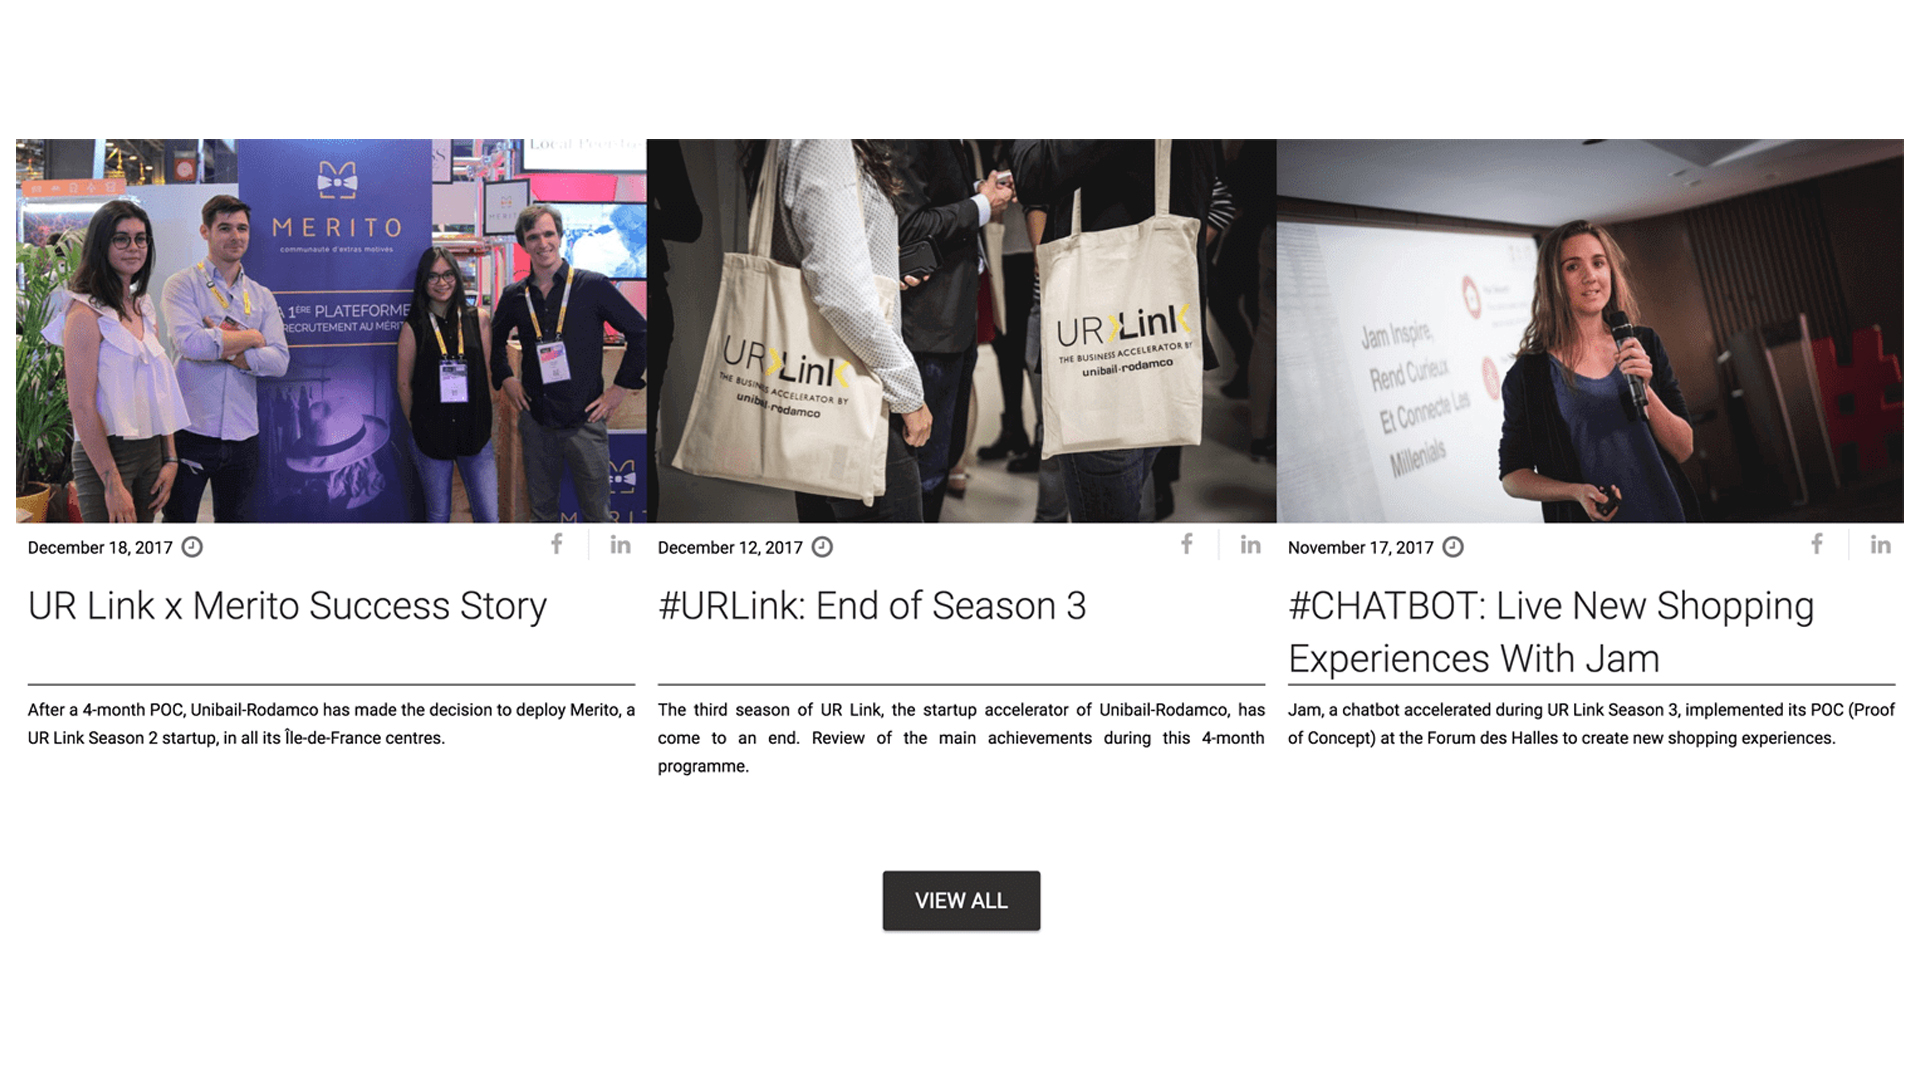 MERITO
communauté d'extras motivés
1ÈRE PLATEFORME
RECRUTEMENT AU MÉRIT
MERIT
UR Link
THE BUSINESS ACCELERATOR BY
unibail-rodamco
UR Link
THE BUSINESS ACCELERATOR BY
unibail-rodamco
Jam Inspire,
Rend Curieux
Et Connecte Les
Millenials
December 18, 2017
f in
UR Link x Merito Success Story
After a 4-month POC, Unibail-Rodamco has made the decision to deploy Merito, a
UR Link Season 2 startup, in all its Île-de-France centres.
December 12, 2017
f in
#URLink: End of Season 3
The third season of UR Link, the startup accelerator of Unibail-Rodamco, has
come to an end. Review of the main achievements during this 4-month
programme.
November 17, 2017
f in
#CHATBOT: Live New Shopping
Experiences With Jam
Jam, a chatbot accelerated during UR Link Season 3, implemented its POC (Proof
of Concept) at the Forum des Halles to create new shopping experiences.
VIEW ALL